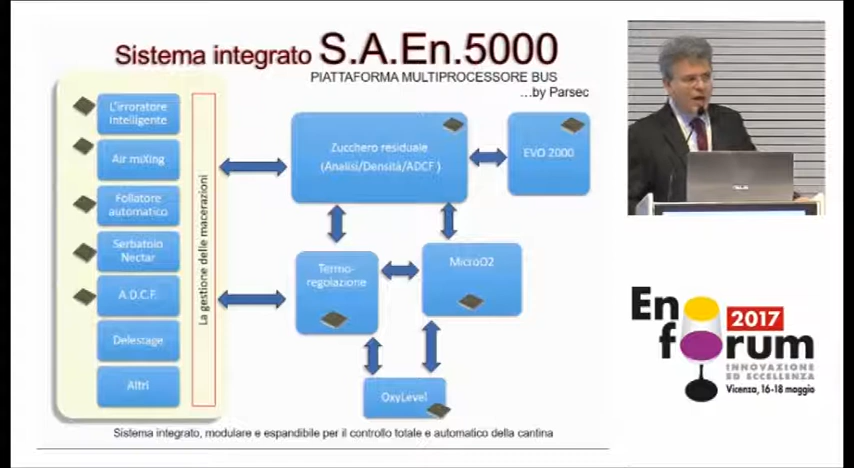 Sistema integrato S.A.En.5000
PIATTAFORMA MULTIPROCESSORE BUS
...by Parsec
L'irroratore
intelligente
Air miXing
Follatore
automatico
Serbatoio
Nectar
A.D.C.F.
Delestage
Altri
La gestione delle macerazioni
Zucchero residuale
(Analisi/Densità/ADCF)
EVO 2000
Termo-
regolazione
MicroO2
OxyLevel
Sistema integrato, modulare e espandibile per il controllo totale e automatico della cantina
En
forum
2017
INNOVAZIONE
ED ECCELLENZA
Vicenza, 16-18 maggio